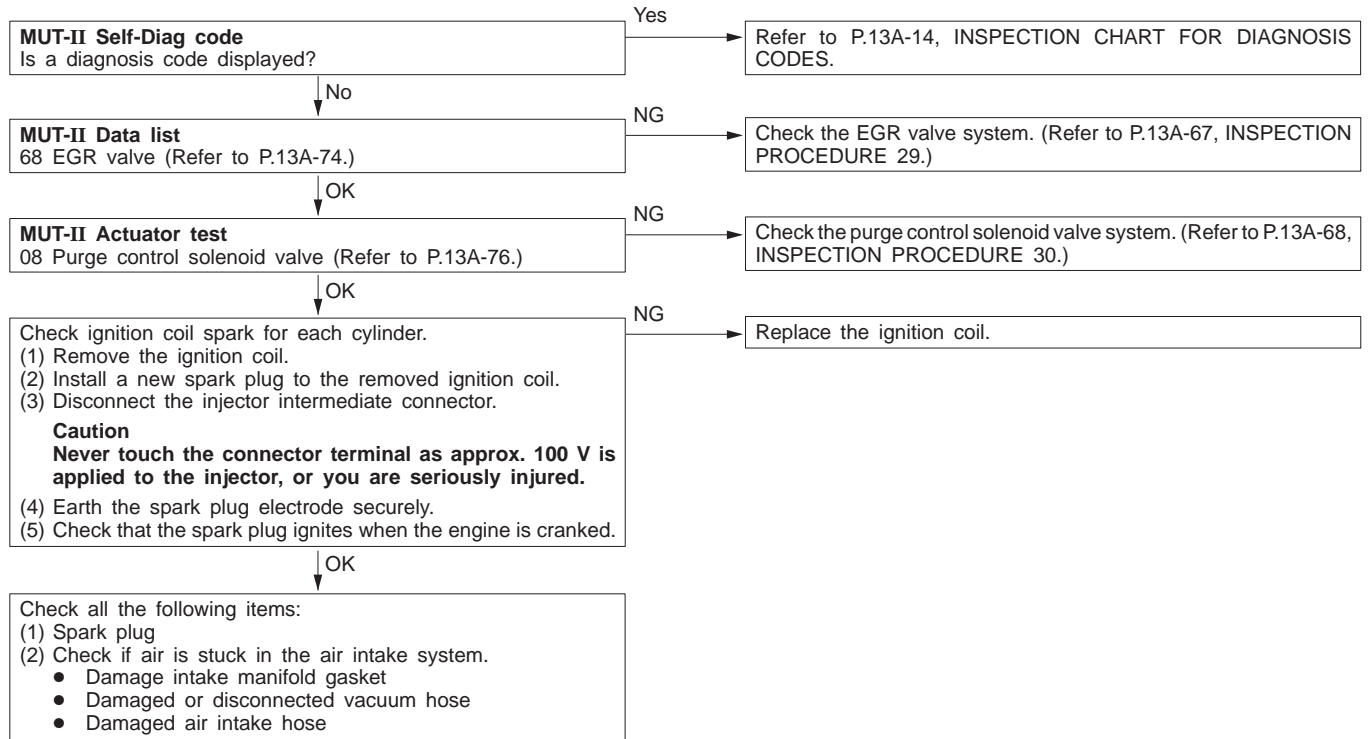 Yes
MUT-II Self-Diag code
Is a diagnosis code displayed?
Refer to P.13A-14, INSPECTION CHART FOR DIAGNOSIS
CODES.
No
NG
MUT-II Data list
68 EGR valve (Refer to P.13A-74.)
Check the EGR valve system. (Refer to P.13A-67, INSPECTION
PROCEDURE 29.)
OK
NG
MUT-II Actuator test
08 Purge control solenoid valve (Refer to P.13A-76.)
Check the purge control solenoid valve system. (Refer to P.13A-68,
INSPECTION PROCEDURE 30.)
OK
NG
Check ignition coil spark for each cylinder.
(1) Remove the ignition coil.
(2) Install a new spark plug to the removed ignition coil.
(3) Disconnect the injector intermediate connector.
Caution
Never touch the connector terminal as approx. 100 V is
applied to the injector, or you are seriously injured.
(4) Earth the spark plug electrode securely.
(5) Check that the spark plug ignites when the engine is cranked.
Replace the ignition coil.
OK
Check all the following items:
(1) Spark plug
(2) Check if air is stuck in the air intake system.
● Damage intake manifold gasket
● Damaged or disconnected vacuum hose
● Damaged air intake hose